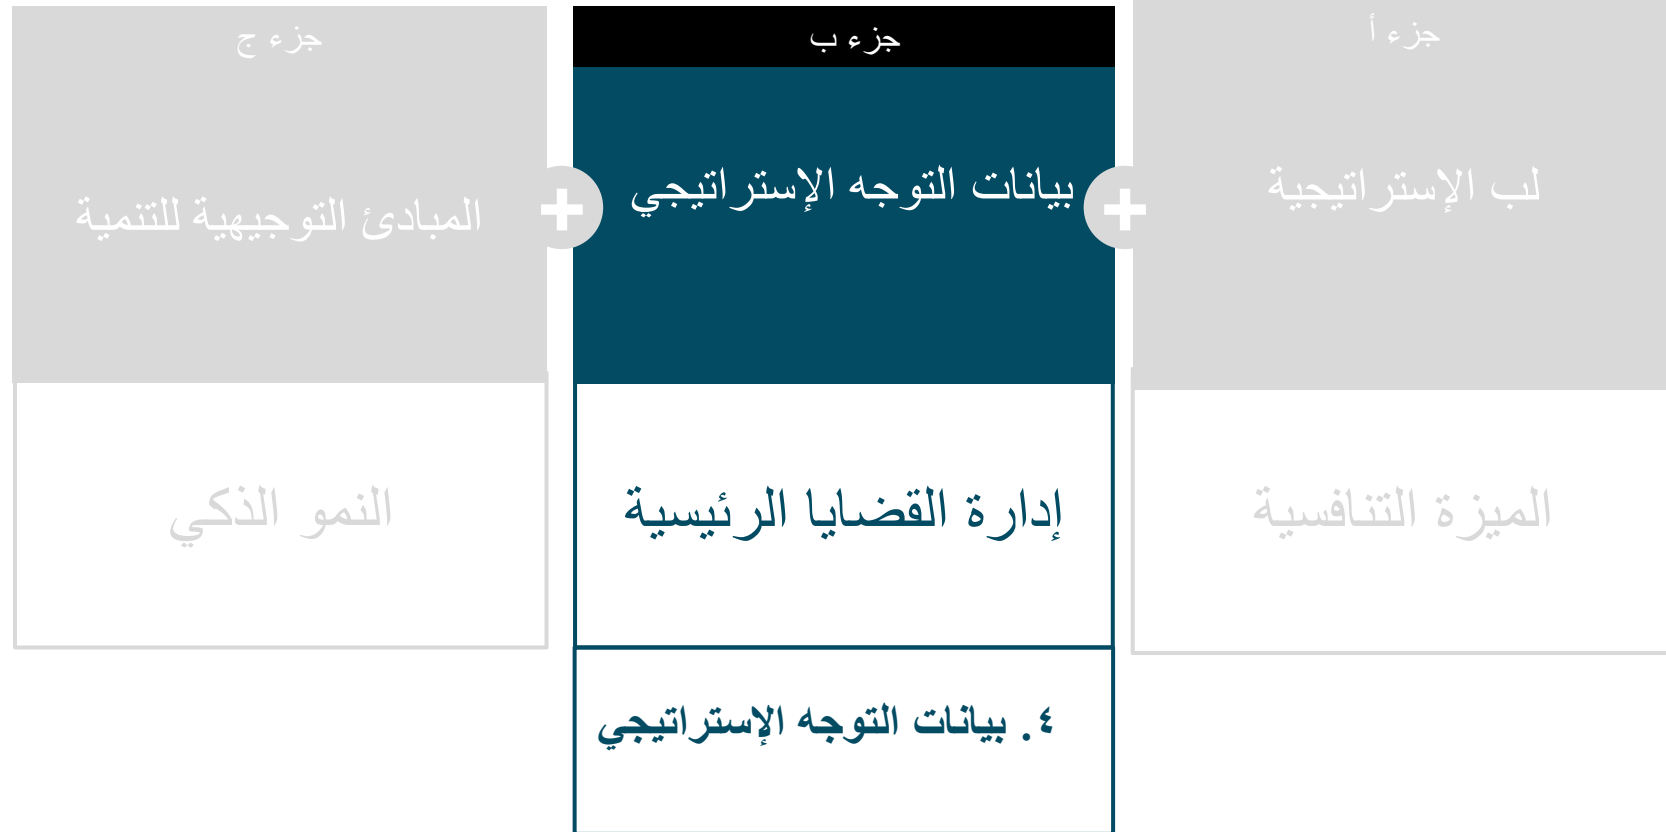 جزء أ
لب الإستراتيجية
الميزة التنافسية
+
جزء ب
بيانات التوجه الإستراتيجي
إدارة القضايا الرئيسية
٤. بيانات التوجه الإستراتيجي
+
جزء ج
المبادئ التوجيهية للتنمية
النمو الذكي